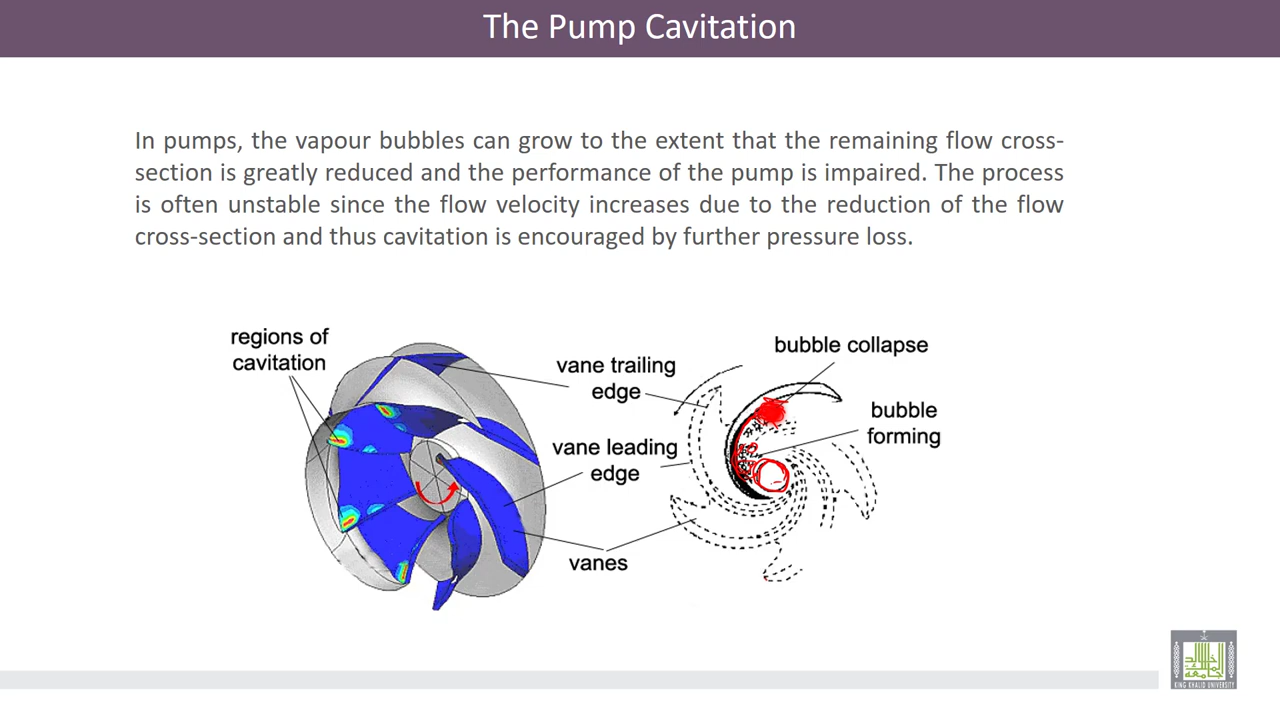 The Pump Cavitation
In pumps, the vapour bubbles can grow to the extent that the remaining flow cross-
section is greatly reduced and the performance of the pump is impaired. The process
is often unstable since the flow velocity increases due to the reduction of the flow
cross-section and thus cavitation is encouraged by further pressure loss.
regions of
cavitation
vane trailing
edge
vane leading
edge
vanes
bubble collapse
bubble
forming
KING KHALID UNIVERSITY